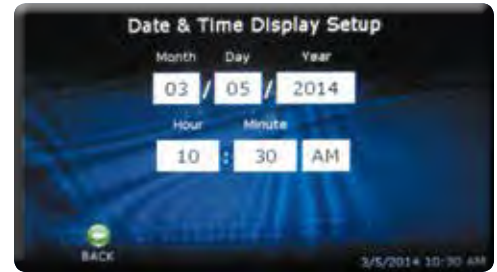 Date & Time Display Setup
Month Day Year
03 / 05 / 2014
Hour Minute
10 : 30 AM
BACK
3/5/2014 10:30 AM